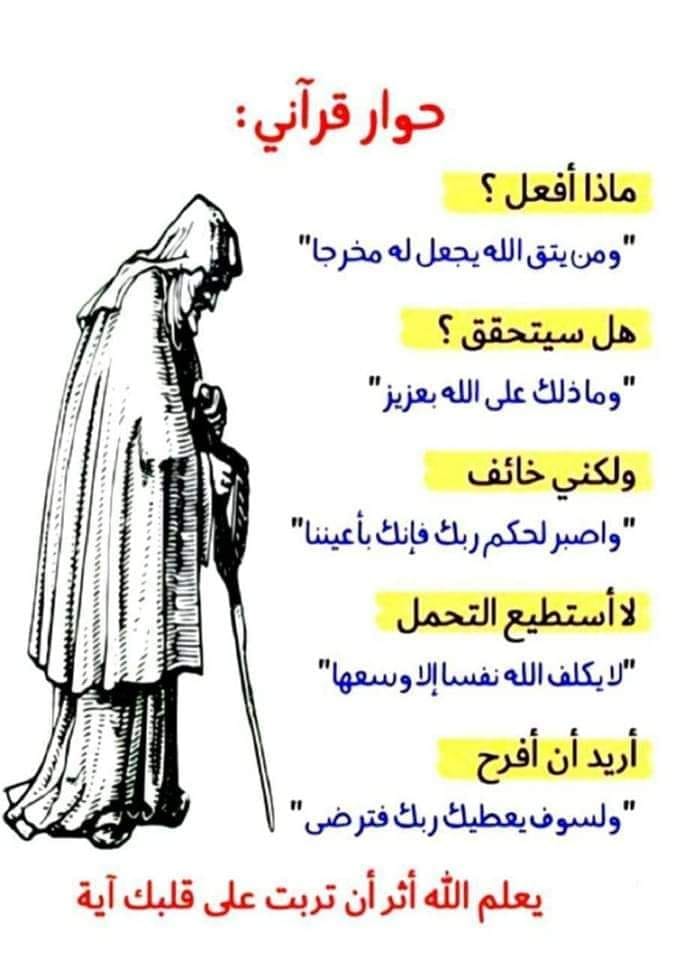 حوار قرآني:
ماذا أفعل ؟
"ومن يتق الله يجعل له مخرجا"
هل سيتحقق ؟
"وما ذلك على الله بعزيز"
ولكني خائف
"واصبر لحكم ربك فإنك بأعيننا"
لا أستطيع التحمل
"لا يكلف الله نفسا إلا وسعها"
أريد أن أفرح
"ولسوف يعطيك ربك فترضى"
يعلم الله أثر أن تربت على قلبك آية